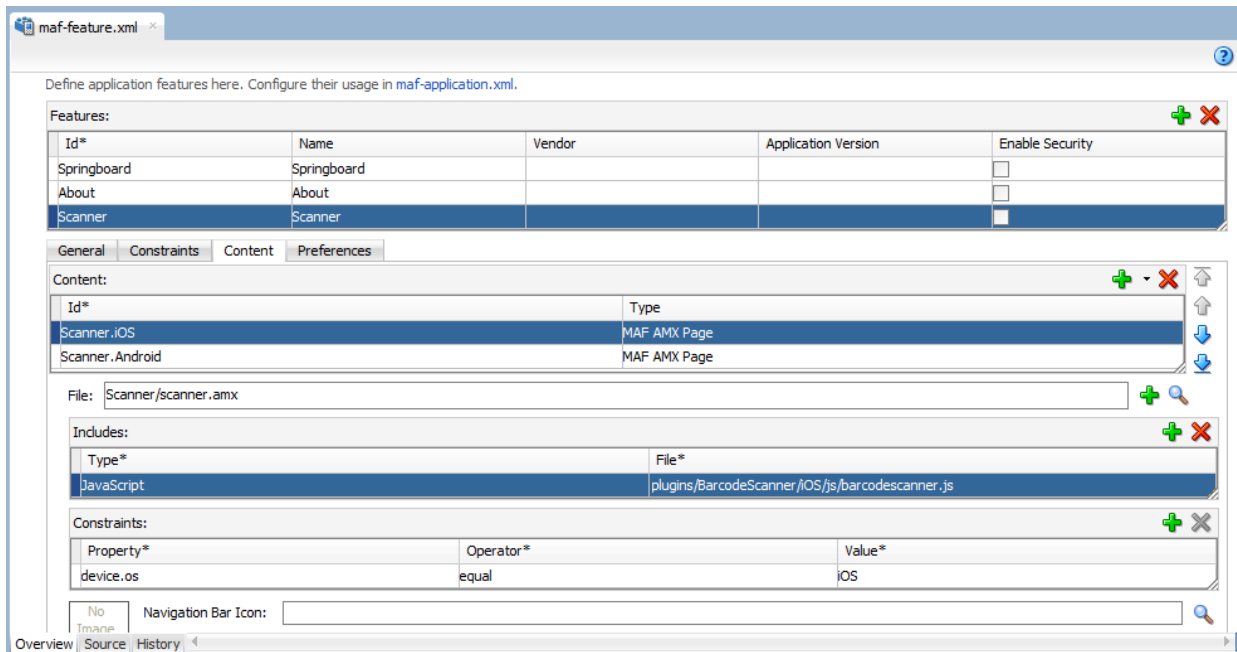 maf-feature.xml
Define application features here. Configure their usage in maf-application.xml.
Features:
Id* Name Vendor Application Version Enable Security
Springboard Springboard
About About
Scanner Scanner
General Constraints Content Preferences
Content:
Id* Type
Scanner.iOS MAF AMX Page
Scanner.Android MAF AMX Page
File: Scanner/scanner.amx
Includes:
Type* File*
JavaScript plugins/BarcodeScanner/iOS/js/barcodescanner.js
Constraints:
Property* Operator* Value*
device.os equal iOS
No
Image
Navigation Bar Icon:
Overview Source History